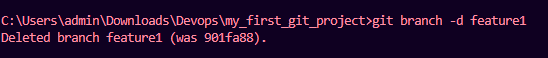 C:\Users\admin\Downloads\Devops\my_first_git_project>git branch -d feature1
Deleted branch feature1 (was 901fa88).